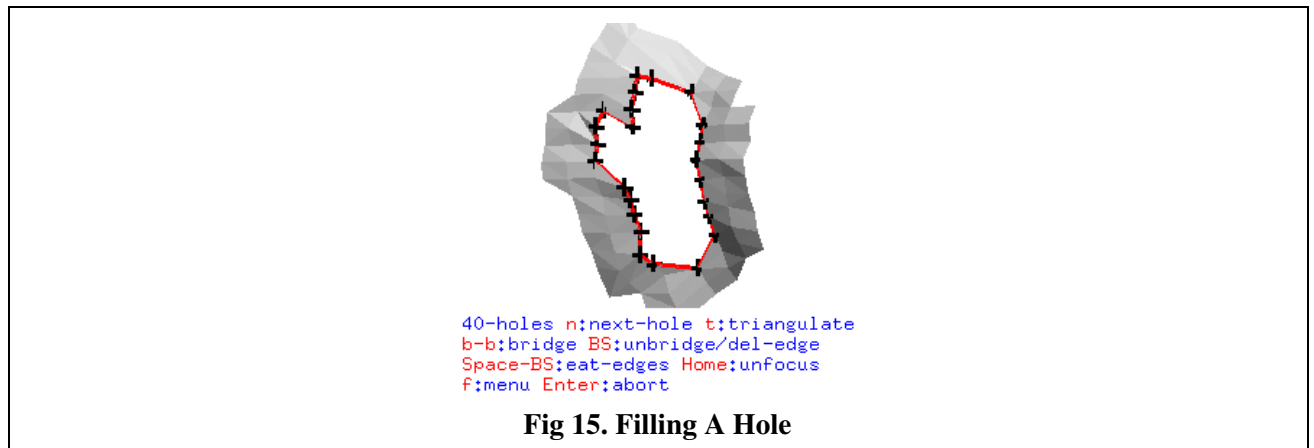 40-holes n:next-hole t:triangulate
b-b:bridge BS:unbridge/del-edge
Space-BS:eat-edges Home:unfocus
f:menu Enter:abort
Fig 15. Filling A Hole